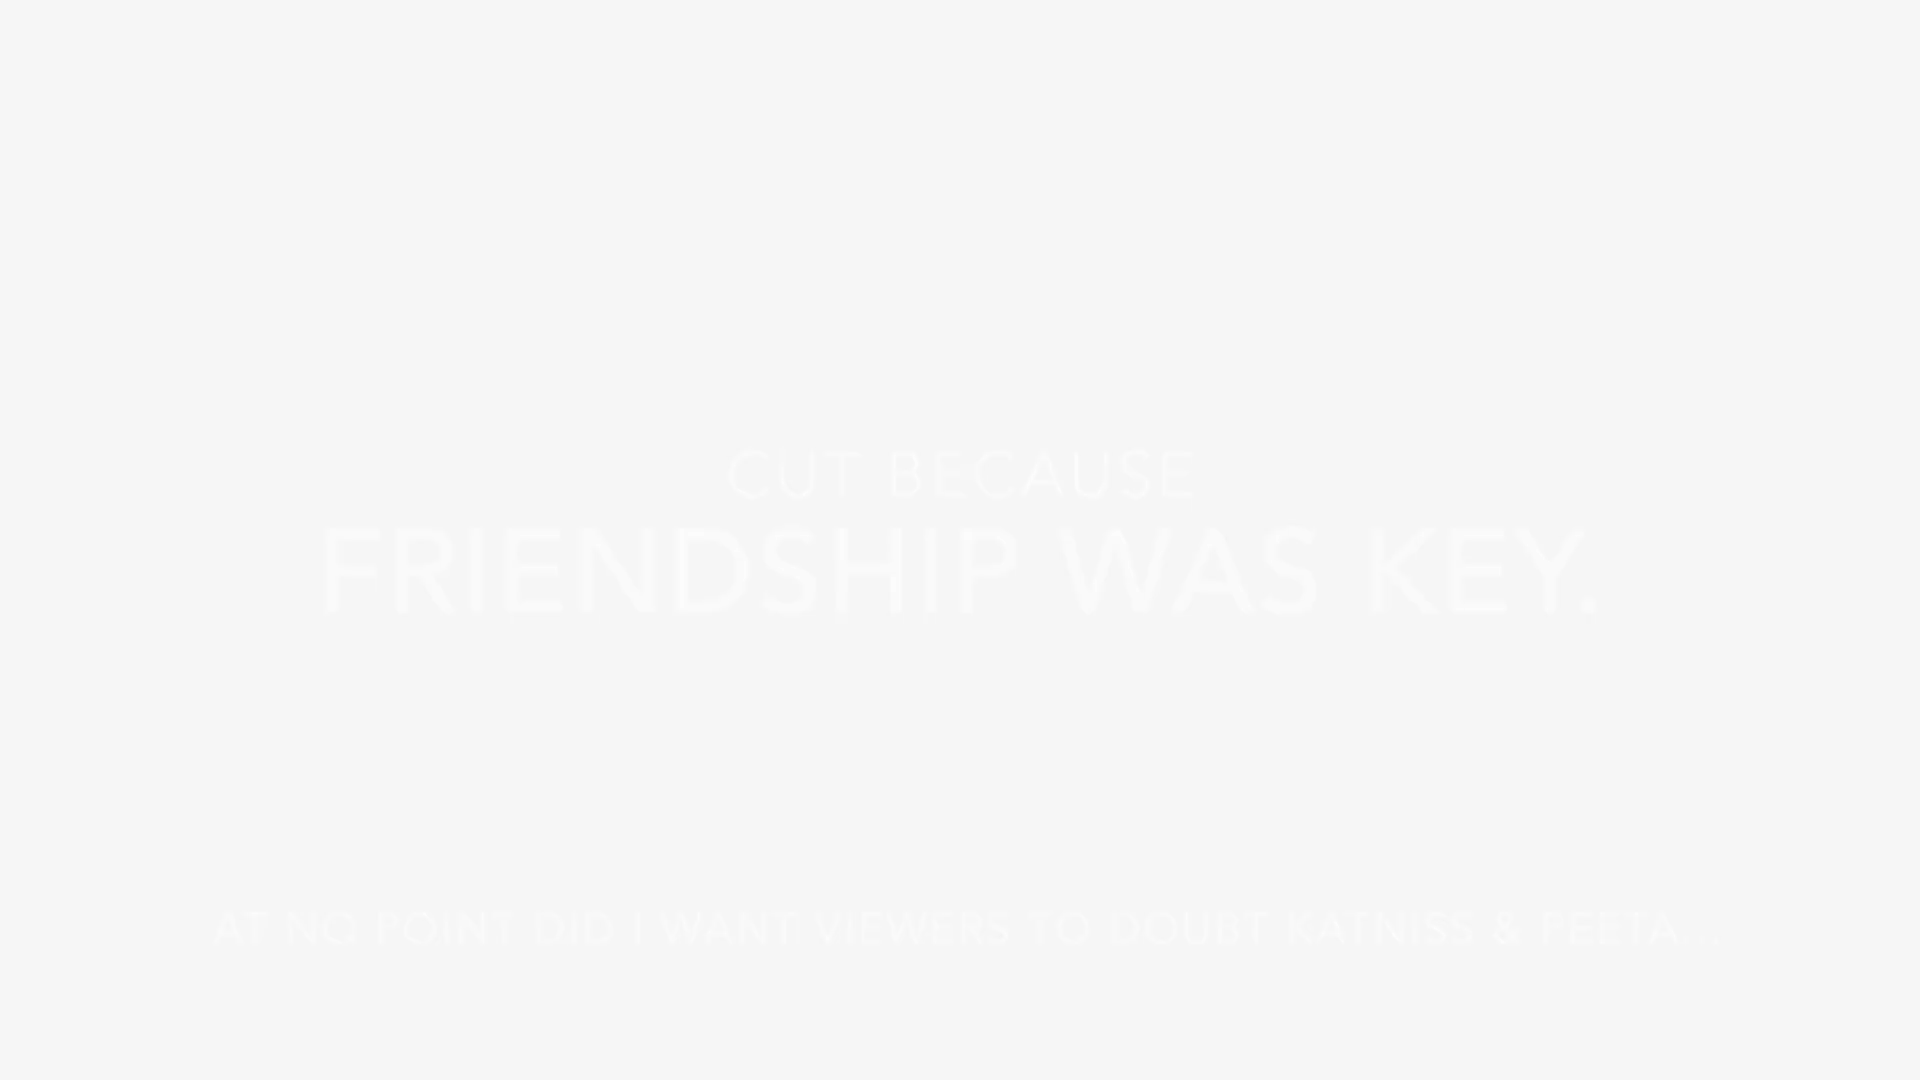 CUT BECAUSE
FRIENDSHIP WAS KEY.
AT NO POINT DID I WANT VIEWERS TO DOUBT KATNISS & PEETA...